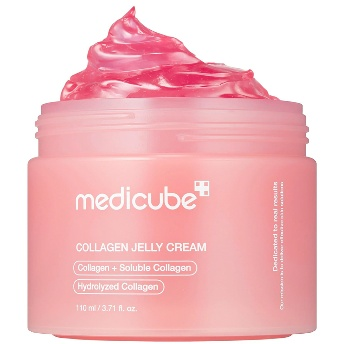 medicube
COLLAGEN JELLY CREAM
Collagen + Soluble Collagen
Hydrolyzed Collagen
110 ml / 3.71 fl. oz.
Dedicated to real results